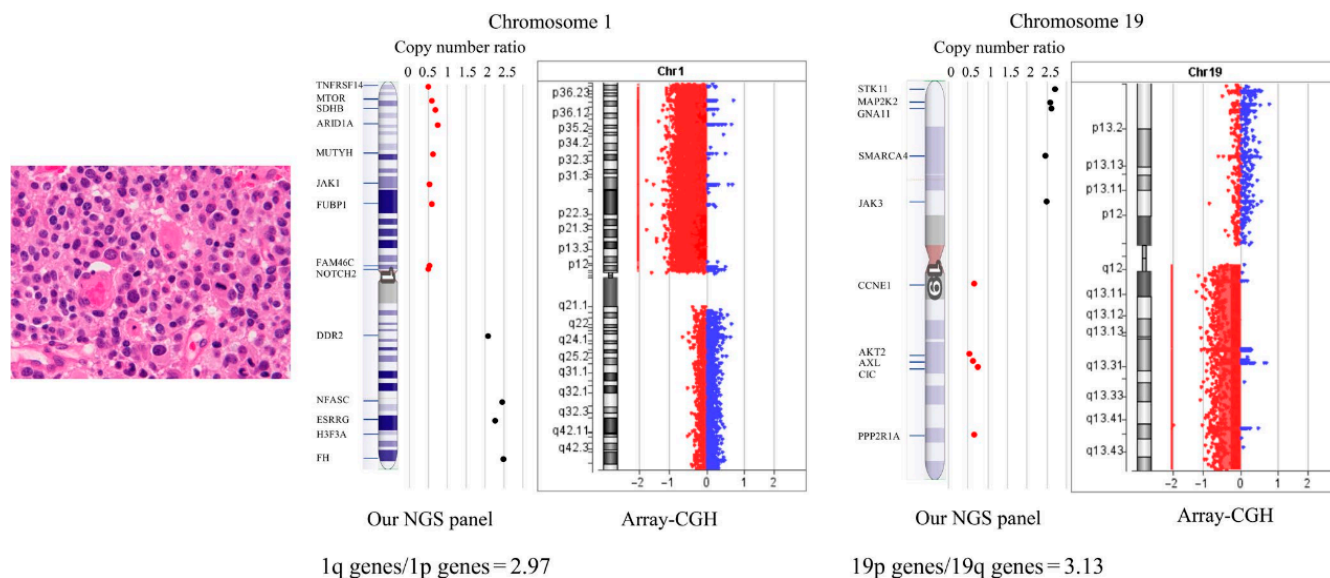 Chromosome 1
Copy number ratio
0 0.5 1 1.5 2 2.5
TNFRSF14
MTOR
SDHB
ARID1A
MUTYH
JAK1
FUBP1
FAM46C
NOTCH2
DDR2
NFASC
ESRRG
H3F3A
FH
1
Our NGS panel
Chr1
p36.23
p36.12
p35.2
p34.2
p32.3
p31.3
p22.3
p21.3
p13.3
p12
q21.1
q22
q24.1
q25.2
q31.1
q32.1
q32.3
q42.11
q42.3
−2 −1 0 1 2
Array-CGH
1q genes/1p genes = 2.97
Chromosome 19
Copy number ratio
0 0.5 1 1.5 2 2.5
STK11
MAP2K2
GNA11
SMARCA4
JAK3
CCNE1
AKT2
AXL
CIC
PPP2R1A
19
Our NGS panel
Chr19
p13.2
p13.13
p13.11
p12
q12
q13.11
q13.12
q13.13
q13.31
q13.33
q13.41
q13.43
−2 −1 0 1 2
Array-CGH
19p genes/19q genes = 3.13